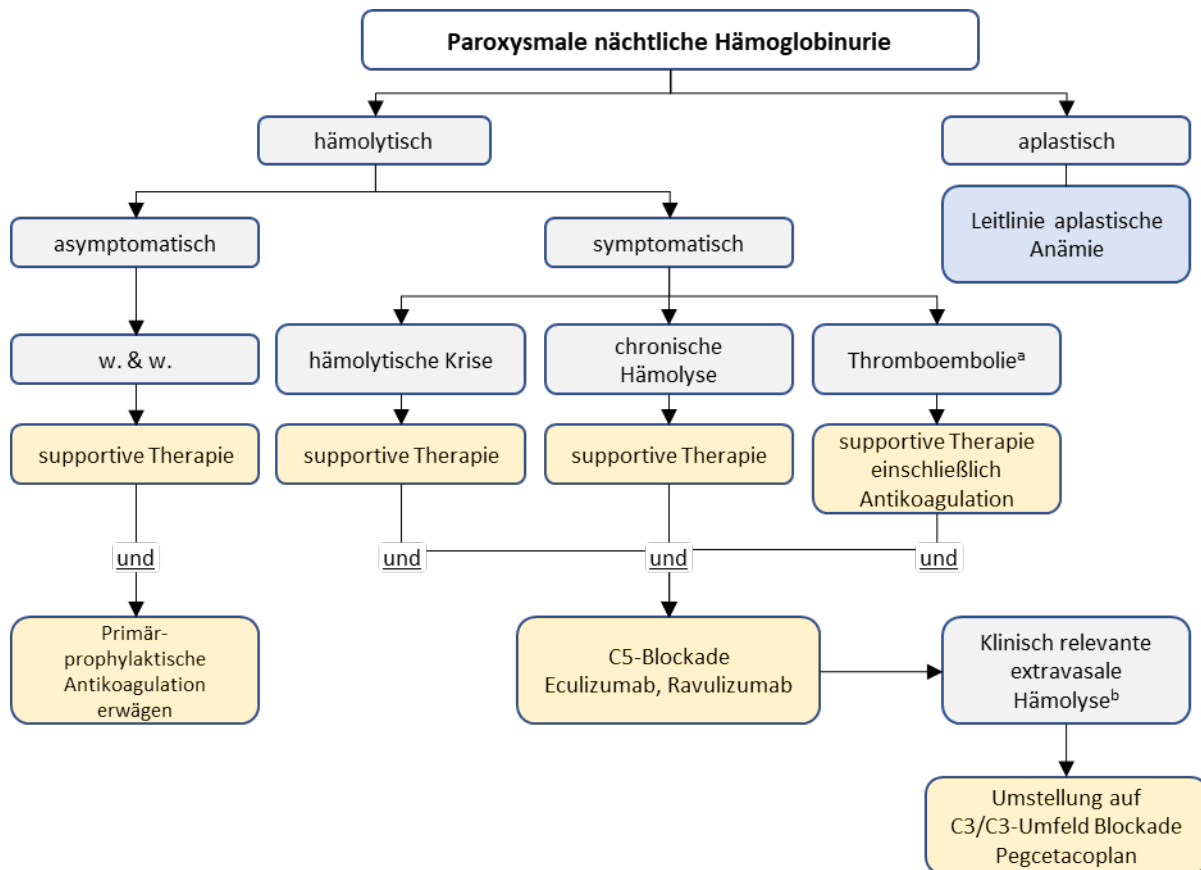 Paroxysmale nächtliche Hämoglobinurie
hämolytisch
aplastisch
Leitlinie aplastische
Anämie
asymptomatisch
symptomatisch
w. & w.
hämolytische Krise
chronische
Hämolyse
Thromboembolieᵃ
supportive Therapie
supportive Therapie
supportive Therapie
supportive Therapie
einschließlich
Antikoagulation
und
und
und
und
Primär-
prophylaktische
Antikoagulation
erwägen
C5-Blockade
Eculizumab, Ravulizumab
Klinisch relevante
extravasale
Hämolyseᵇ
Umstellung auf
C3/C3-Umfeld Blockade
Pegcetacoplan